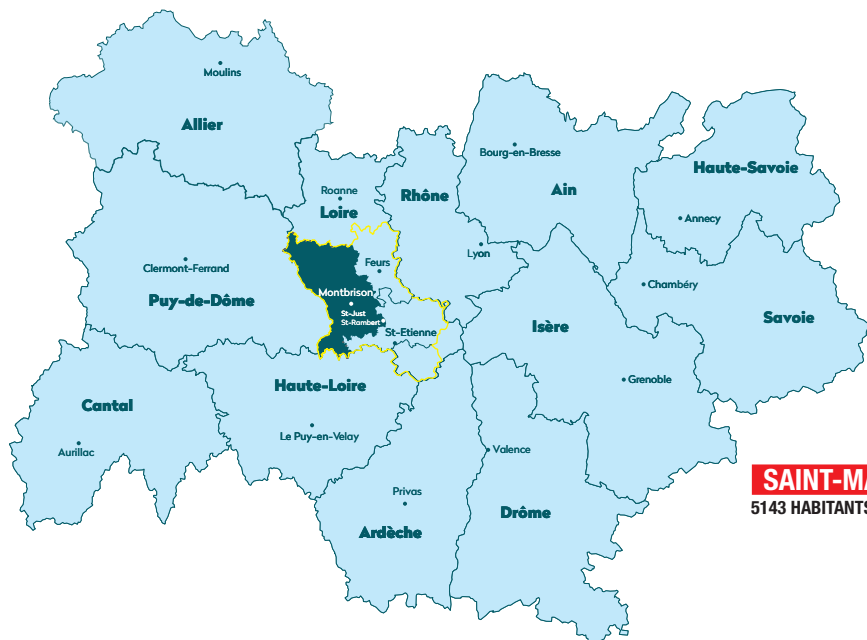 Moulins
Allier
Bourg-en-Bresse
Haute-Savoie
Ain
Roanne
Rhône
Loire
Annecy
Lyon
Feurs
Clermont-Ferrand
Chambéry
Montbrison
Puy-de-Dôme
St-Just
St-Rambert
Savoie
Isère
St-Etienne
Grenoble
Haute-Loire
Cantal
Le Puy-en-Velay
Aurillac
Valence
SAINT-MA
Privas
5143 HABITANTS
Drôme
Ardèche